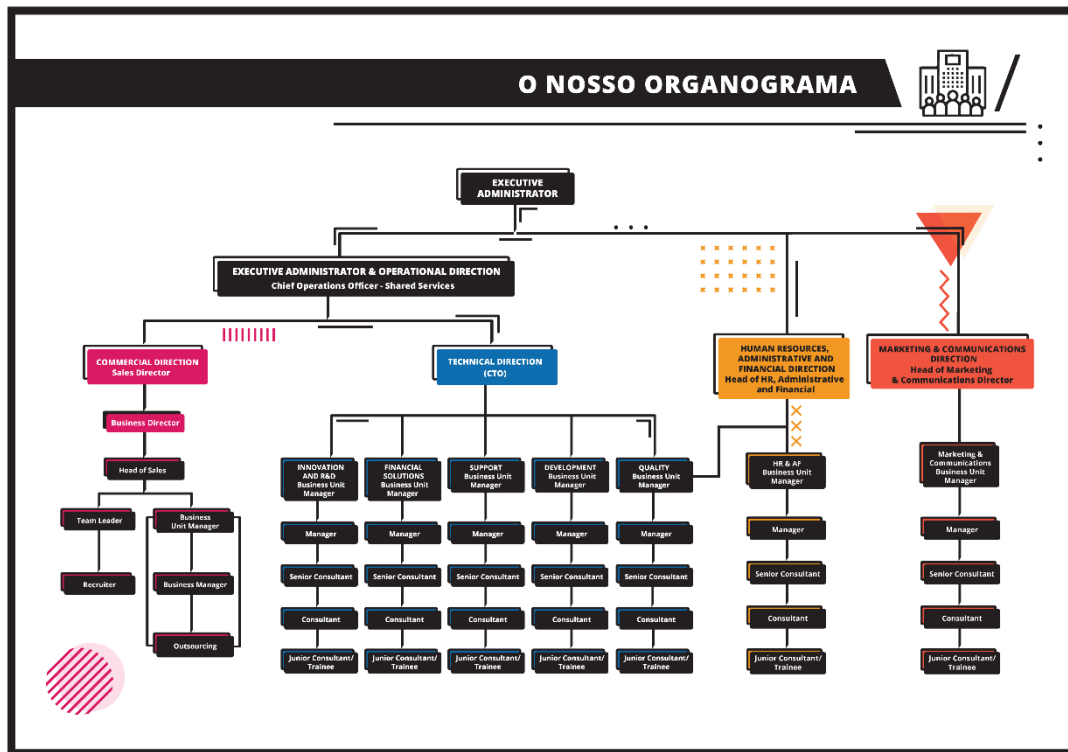 O NOSSO ORGANOGRAMA
EXECUTIVE
ADMINISTRATOR
EXECUTIVE ADMINISTRATOR & OPERATIONAL DIRECTION
Chief Operations Officer - Shared Services
COMMERCIAL DIRECTION
Sales Director
TECHNICAL DIRECTION
(CTO)
HUMAN RESOURCES,
ADMINISTRATIVE AND
FINANCIAL DIRECTION
Head of HR, Administrative
and Financial
MARKETING & COMMUNICATIONS
DIRECTION
Head of Marketing
& Communications Director
Business Director
Head of Sales
Team Leader
Recruiter
Business
Unit Manager
Business Manager
Outsourcing
INNOVATION
AND R&D
Business Unit
Manager
Manager
Senior Consultant
Consultant
Junior Consultant/
Trainee
FINANCIAL
SOLUTIONS
Business Unit
Manager
Manager
Senior Consultant
Consultant
Junior Consultant/
Trainee
SUPPORT
Business Unit
Manager
Manager
Senior Consultant
Consultant
Junior Consultant/
Trainee
DEVELOPMENT
Business Unit
Manager
Manager
Senior Consultant
Consultant
Junior Consultant/
Trainee
QUALITY
Business Unit
Manager
Manager
Senior Consultant
Consultant
Junior Consultant/
Trainee
HR & AF
Business Unit
Manager
Manager
Senior Consultant
Consultant
Junior Consultant/
Trainee
Marketing &
Communications
Business Unit
Manager
Manager
Senior Consultant
Consultant
Junior Consultant/
Trainee